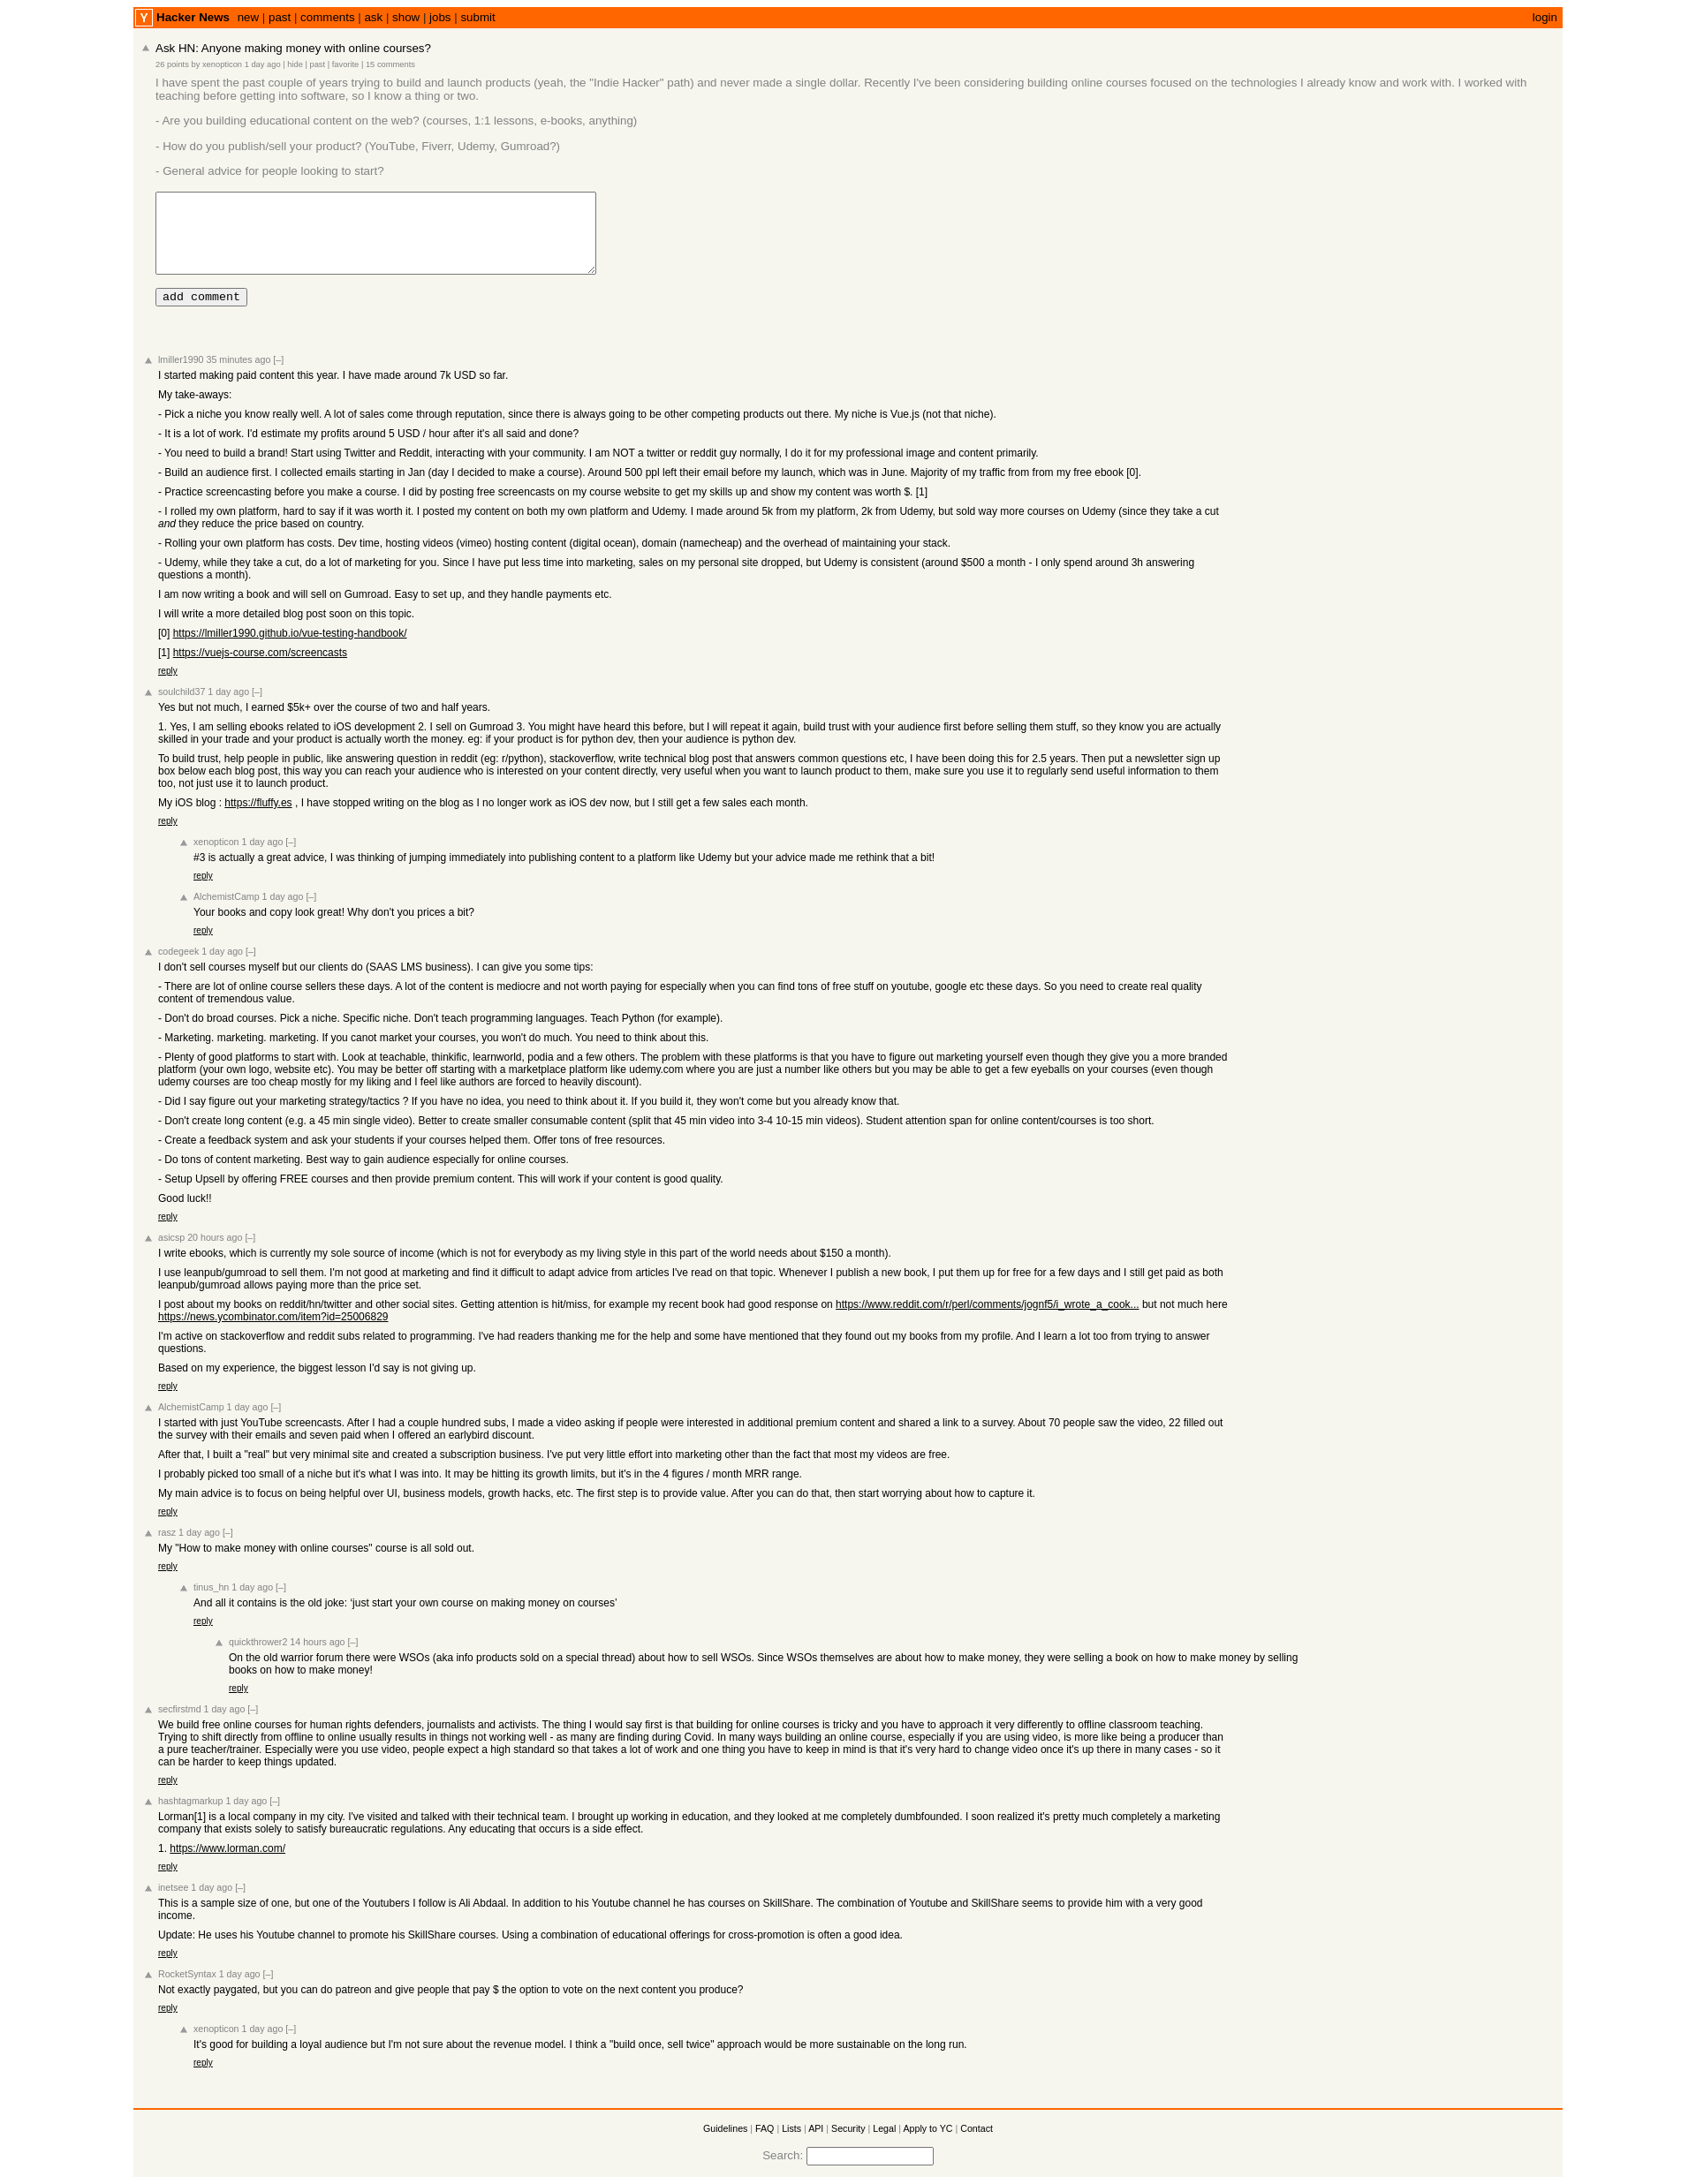 Y Hacker News new | past | comments | ask | show | jobs | submit login
Ask HN: Anyone making money with online courses?
26 points by xenopticon 1 day ago | hide | past | favorite | 15 comments
I have spent the past couple of years trying to build and launch products (yeah, the "Indie Hacker" path) and never made a single dollar. Recently I've been considering building online courses focused on the technologies I already know and work with. I worked with
teaching before getting into software, so I know a thing or two.
- Are you building educational content on the web? (courses, 1:1 lessons, e-books, anything)
- How do you publish/sell your product? (YouTube, Fiverr, Udemy, Gumroad?)
- General advice for people looking to start?
add comment
lmiller1990 35 minutes ago [–]
I started making paid content this year. I have made around 7k USD so far.
My take-aways:
- Pick a niche you know really well. A lot of sales come through reputation, since there is always going to be other competing products out there. My niche is Vue.js (not that niche).
- It is a lot of work. I'd estimate my profits around 5 USD / hour after it's all said and done?
- You need to build a brand! Start using Twitter and Reddit, interacting with your community. I am NOT a twitter or reddit guy normally, I do it for my professional image and content primarily.
- Build an audience first. I collected emails starting in Jan (day I decided to make a course). Around 500 ppl left their email before my launch, which was in June. Majority of my traffic from from my free ebook [0].
- Practice screencasting before you make a course. I did by posting free screencasts on my course website to get my skills up and show my content was worth $. [1]
- I rolled my own platform, hard to say if it was worth it. I posted my content on both my own platform and Udemy. I made around 5k from my platform, 2k from Udemy, but sold way more courses on Udemy (since they take a cut
and they reduce the price based on country.
- Rolling your own platform has costs. Dev time, hosting videos (vimeo) hosting content (digital ocean), domain (namecheap) and the overhead of maintaining your stack.
- Udemy, while they take a cut, do a lot of marketing for you. Since I have put less time into marketing, sales on my personal site dropped, but Udemy is consistent (around $500 a month - I only spend around 3h answering
questions a month).
I am now writing a book and will sell on Gumroad. Easy to set up, and they handle payments etc.
I will write a more detailed blog post soon on this topic.
[0] https://lmiller1990.github.io/vue-testing-handbook/
[1] https://vuejs-course.com/screencasts
reply
soulchild37 1 day ago [–]
Yes but not much, I earned $5k+ over the course of two and half years.
1. Yes, I am selling ebooks related to iOS development 2. I sell on Gumroad 3. You might have heard this before, but I will repeat it again, build trust with your audience first before selling them stuff, so they know you are actually
skilled in your trade and your product is actually worth the money. eg: if your product is for python dev, then your audience is python dev.
To build trust, help people in public, like answering question in reddit (eg: r/python), stackoverflow, write technical blog post that answers common questions etc, I have been doing this for 2.5 years. Then put a newsletter sign up
box below each blog post, this way you can reach your audience who is interested on your content directly, very useful when you want to launch product to them, make sure you use it to regularly send useful information to them
too, not just use it to launch product.
My iOS blog : https://fluffy.es , I have stopped writing on the blog as I no longer work as iOS dev now, but I still get a few sales each month.
reply
xenopticon 1 day ago [–]
#3 is actually a great advice, I was thinking of jumping immediately into publishing content to a platform like Udemy but your advice made me rethink that a bit!
reply
AlchemistCamp 1 day ago [–]
Your books and copy look great! Why don't you prices a bit?
reply
codegeek 1 day ago [–]
I don't sell courses myself but our clients do (SAAS LMS business). I can give you some tips:
- There are lot of online course sellers these days. A lot of the content is mediocre and not worth paying for especially when you can find tons of free stuff on youtube, google etc these days. So you need to create real quality
content of tremendous value.
- Don't do broad courses. Pick a niche. Specific niche. Don't teach programming languages. Teach Python (for example).
- Marketing. marketing. marketing. If you canot market your courses, you won't do much. You need to think about this.
- Plenty of good platforms to start with. Look at teachable, thinkific, learnworld, podia and a few others. The problem with these platforms is that you have to figure out marketing yourself even though they give you a more branded
platform (your own logo, website etc). You may be better off starting with a marketplace platform like udemy.com where you are just a number like others but you may be able to get a few eyeballs on your courses (even though
udemy courses are too cheap mostly for my liking and I feel like authors are forced to heavily discount).
- Did I say figure out your marketing strategy/tactics ? If you have no idea, you need to think about it. If you build it, they won't come but you already know that.
- Don't create long content (e.g. a 45 min single video). Better to create smaller consumable content (split that 45 min video into 3-4 10-15 min videos). Student attention span for online content/courses is too short.
- Create a feedback system and ask your students if your courses helped them. Offer tons of free resources.
- Do tons of content marketing. Best way to gain audience especially for online courses.
- Setup Upsell by offering FREE courses and then provide premium content. This will work if your content is good quality.
Good luck!!
reply
asicsp 20 hours ago [–]
I write ebooks, which is currently my sole source of income (which is not for everybody as my living style in this part of the world needs about $150 a month).
I use leanpub/gumroad to sell them. I'm not good at marketing and find it difficult to adapt advice from articles I've read on that topic. Whenever I publish a new book, I put them up for free for a few days and I still get paid as both
leanpub/gumroad allows paying more than the price set.
I post about my books on reddit/hn/twitter and other social sites. Getting attention is hit/miss, for example my recent book had good response on https://www.reddit.com/r/perl/comments/jognf5/i_wrote_a_cook... but not much here
https://news.ycombinator.com/item?id=25006829
I'm active on stackoverflow and reddit subs related to programming. I've had readers thanking me for the help and some have mentioned that they found out my books from my profile. And I learn a lot too from trying to answer
questions.
Based on my experience, the biggest lesson I'd say is not giving up.
reply
AlchemistCamp 1 day ago [–]
I started with just YouTube screencasts. After I had a couple hundred subs, I made a video asking if people were interested in additional premium content and shared a link to a survey. About 70 people saw the video, 22 filled out
the survey with their emails and seven paid when I offered an earlybird discount.
After that, I built a "real" but very minimal site and created a subscription business. I've put very little effort into marketing other than the fact that most my videos are free.
I probably picked too small of a niche but it's what I was into. It may be hitting its growth limits, but it's in the 4 figures / month MRR range.
My main advice is to focus on being helpful over UI, business models, growth hacks, etc. The first step is to provide value. After you can do that, then start worrying about how to capture it.
reply
rasz 1 day ago [–]
My "How to make money with online courses" course is all sold out.
reply
tinus_hn 1 day ago [–]
And all it contains is the old joke: ‘just start your own course on making money on courses’
reply
quickthrower2 14 hours ago [–]
On the old warrior forum there were WSOs (aka info products sold on a special thread) about how to sell WSOs. Since WSOs themselves are about how to make money, they were selling a book on how to make money by selling
books on how to make money!
reply
secfirstmd 1 day ago [–]
We build free online courses for human rights defenders, journalists and activists. The thing I would say first is that building for online courses is tricky and you have to approach it very differently to offline classroom teaching.
Trying to shift directly from offline to online usually results in things not working well - as many are finding during Covid. In many ways building an online course, especially if you are using video, is more like being a producer than
a pure teacher/trainer. Especially were you use video, people expect a high standard so that takes a lot of work and one thing you have to keep in mind is that it's very hard to change video once it's up there in many cases - so it
can be harder to keep things updated.
reply
hashtagmarkup 1 day ago [–]
Lorman[1] is a local company in my city. I've visited and talked with their technical team. I brought up working in education, and they looked at me completely dumbfounded. I soon realized it's pretty much completely a marketing
company that exists solely to satisfy bureaucratic regulations. Any educating that occurs is a side effect.
1. https://www.lorman.com/
reply
inetsee 1 day ago [–]
This is a sample size of one, but one of the Youtubers I follow is Ali Abdaal. In addition to his Youtube channel he has courses on SkillShare. The combination of Youtube and SkillShare seems to provide him with a very good
income.
Update: He uses his Youtube channel to promote his SkillShare courses. Using a combination of educational offerings for cross-promotion is often a good idea.
reply
RocketSyntax 1 day ago [–]
Not exactly paygated, but you can do patreon and give people that pay $ the option to vote on the next content you produce?
reply
xenopticon 1 day ago [–]
It's good for building a loyal audience but I'm not sure about the revenue model. I think a "build once, sell twice" approach would be more sustainable on the long run.
reply
Guidelines | FAQ | Lists | API | Security | Legal | Apply to YC | Contact
Search: